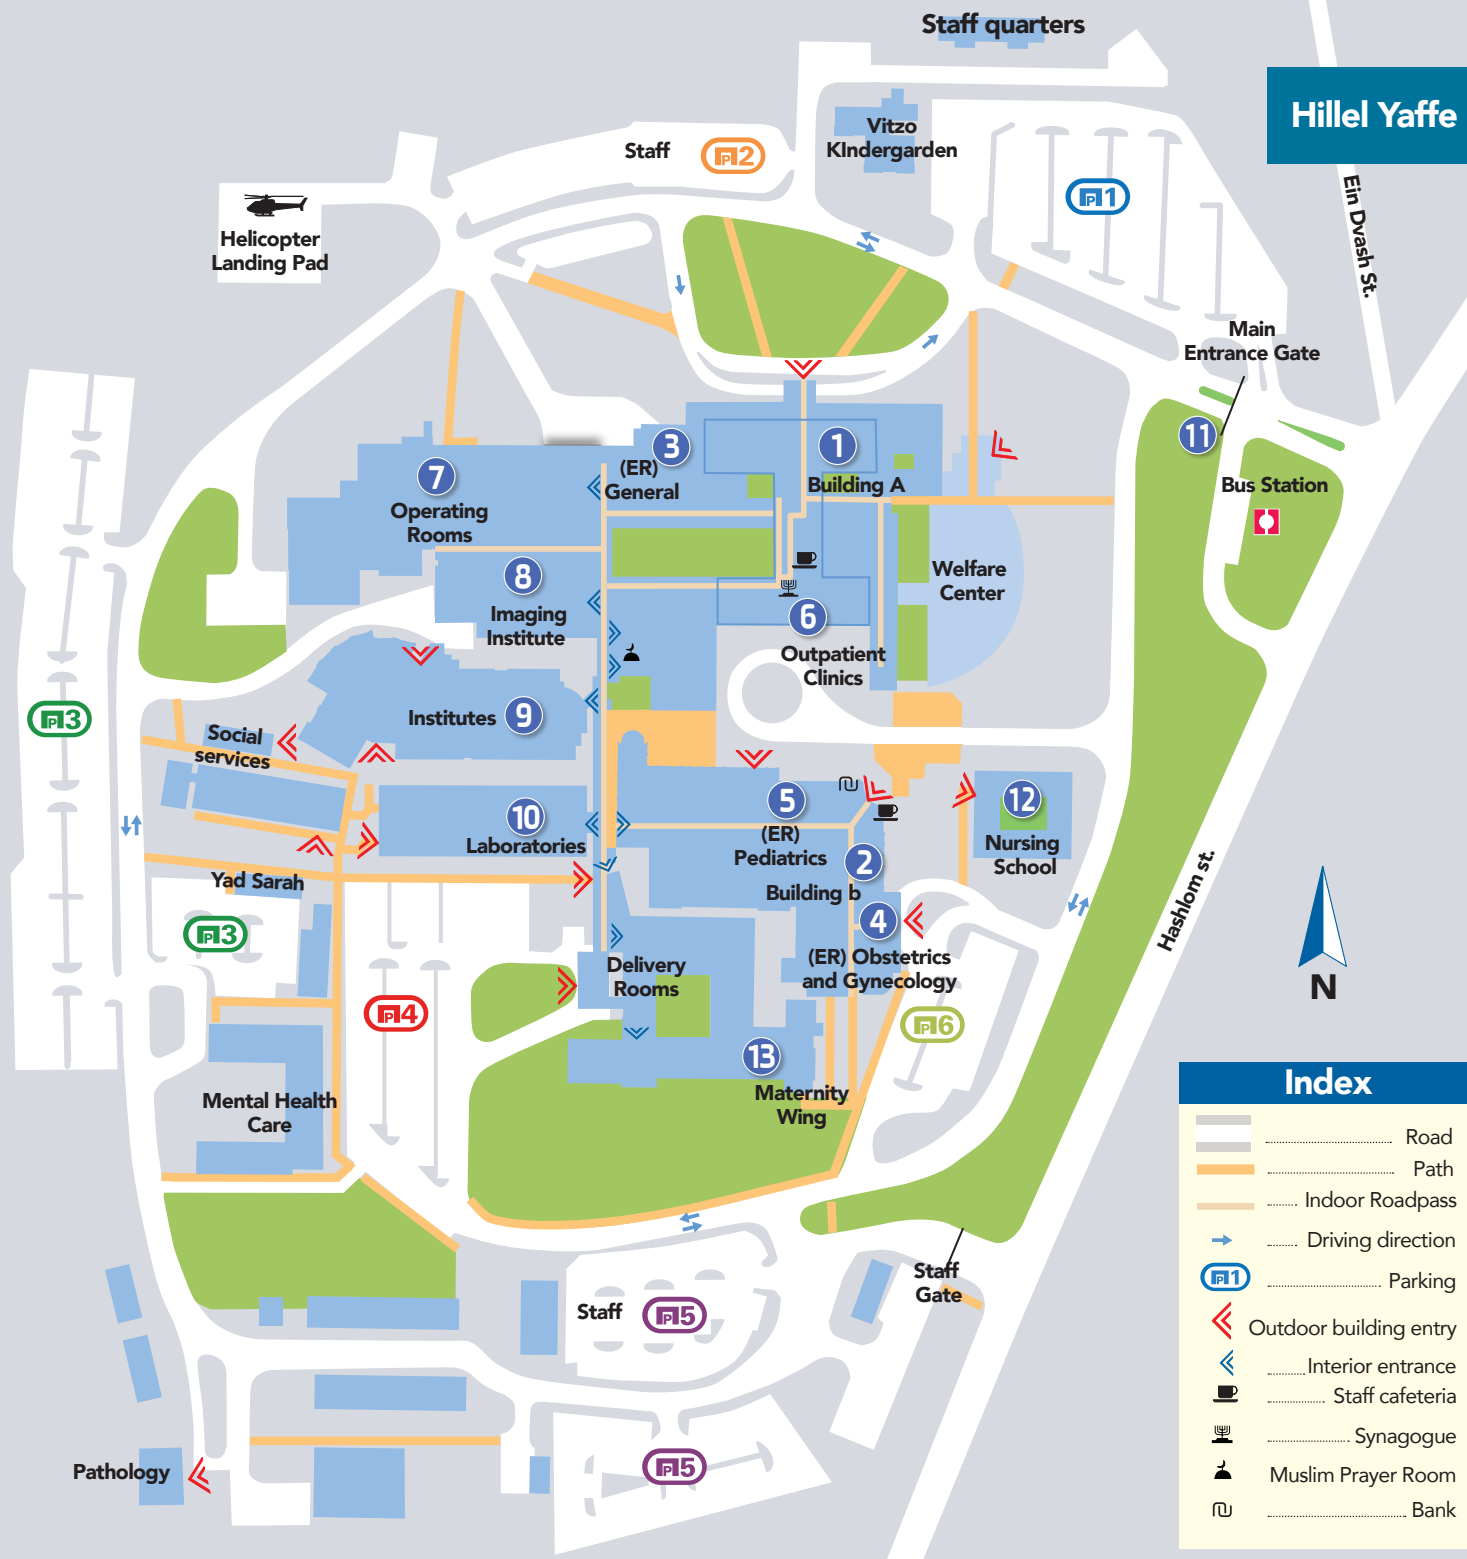 Staff quarters
Hillel Yaffe
Vitzo
KIndergarden
Staff
P2
P1
Ein Dvash St.
Helicopter
Landing Pad
Main
Entrance Gate
11
Bus Station
3
(ER)
General
1
Building A
7
Operating
Rooms
8
Imaging
Institute
Welfare
Center
6
Outpatient
Clinics
P3
Institutes 9
Social
services
5
(ER)
Pediatrics
12
Nursing
School
10
Laboratories
2
Building b
Yad Sarah
P3
4
(ER) Obstetrics
and Gynecology
Hashlom st.
N
Delivery
Rooms
P4
P6
13
Maternity
Wing
Mental Health
Care
Staff
Gate
Staff
P5
P5
Pathology
Index
Road
Path
Indoor Roadpass
Driving direction
P1
Parking
Outdoor building entry
Interior entrance
Staff cafeteria
Synagogue
Muslim Prayer Room
Bank